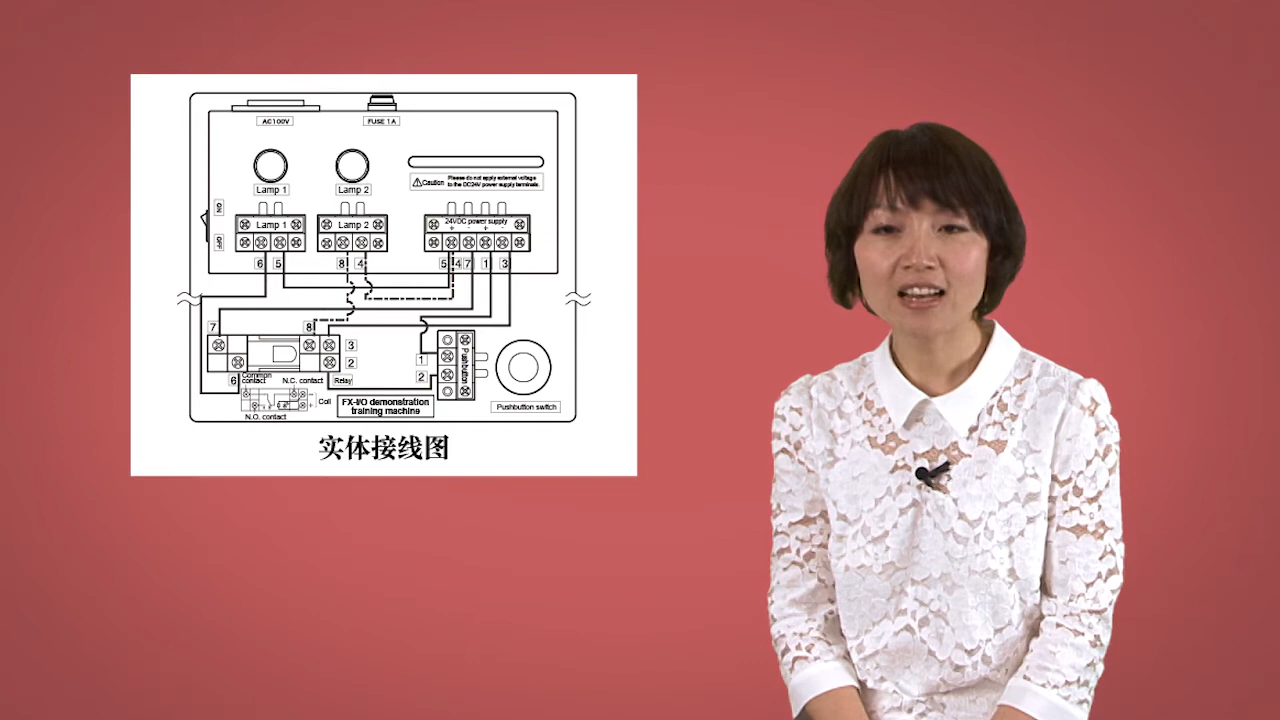 AC100V
FUSE 1A
Lamp 1
Lamp 2
Caution
Please do not apply external voltage
to the DC24V power supply terminals.
ON
OFF
Lamp 1
Lamp 2
24VDC power supply
+ - + -
6 5 8 4 5 4 7 1 3
7
8
3
2
1
2
6
Common
contact
N.C. contact
Relay
Coil
N.O. contact
FX-I/O demonstration
training machine
Pushbutton
Pushbutton switch
实体接线图